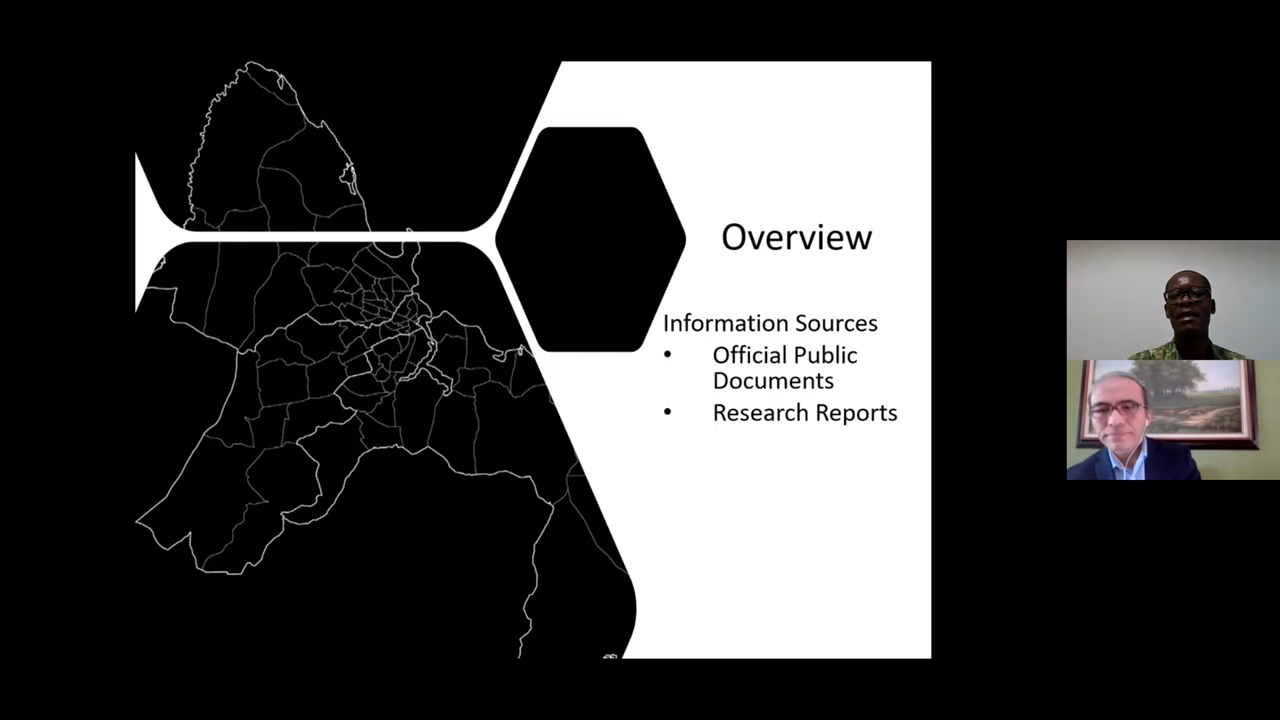 Overview
Information Sources
• Official Public
Documents
• Research Reports